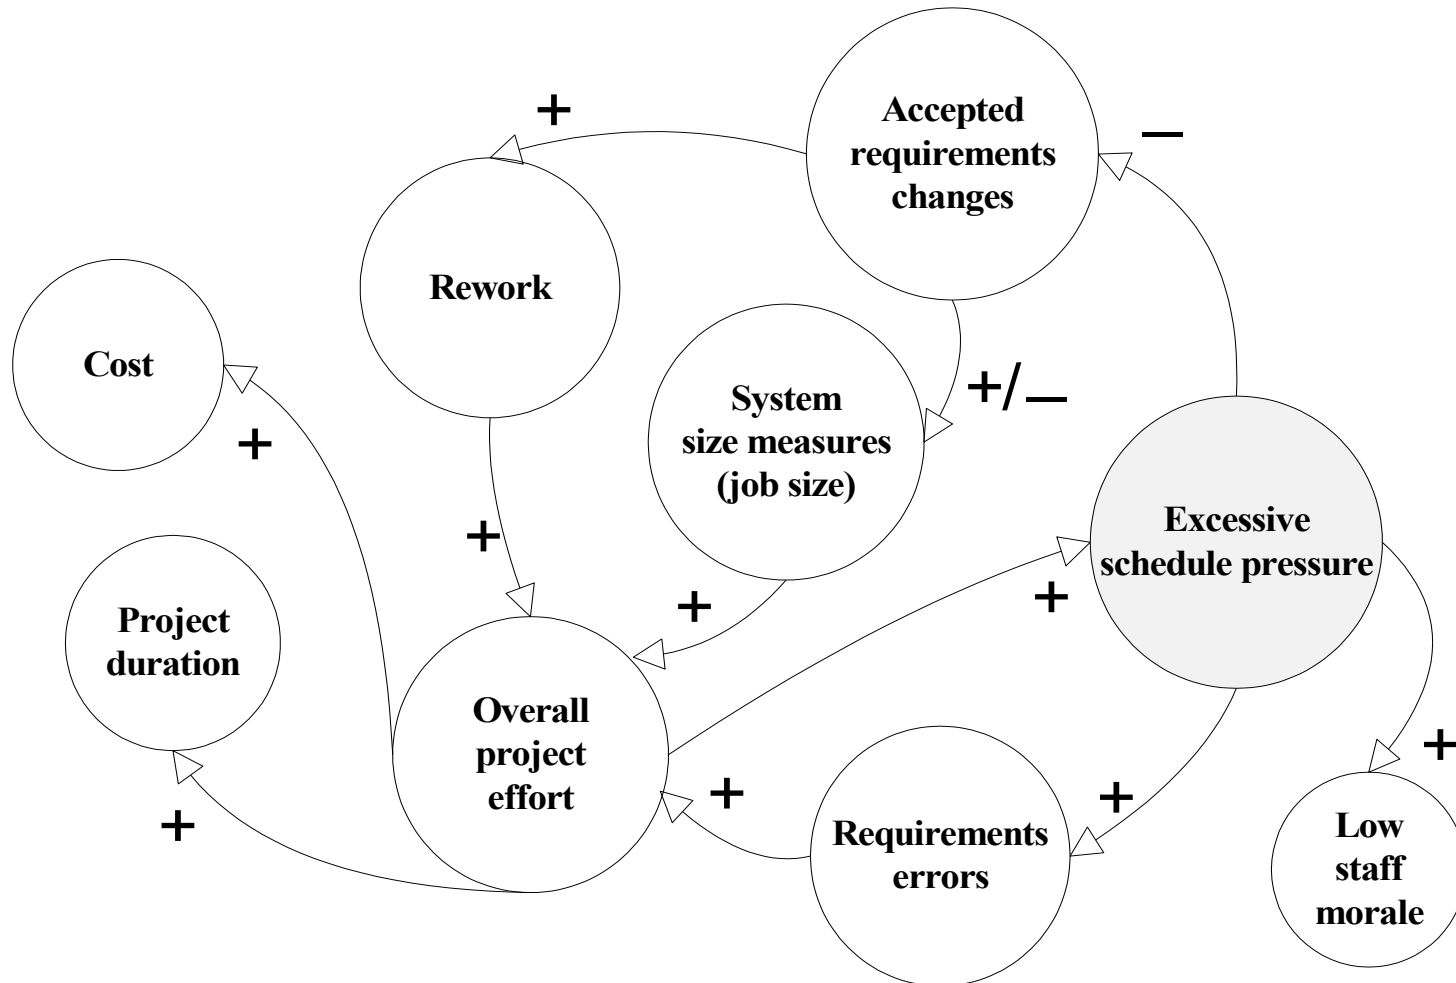 +
Accepted
requirements
changes
—
Rework
Cost
+
System
size measures
(job size)
+/—
+
Excessive
schedule pressure
+
+
Project
duration
+
Overall
project
effort
+
+
+
Requirements
errors
+
Low
staff
morale